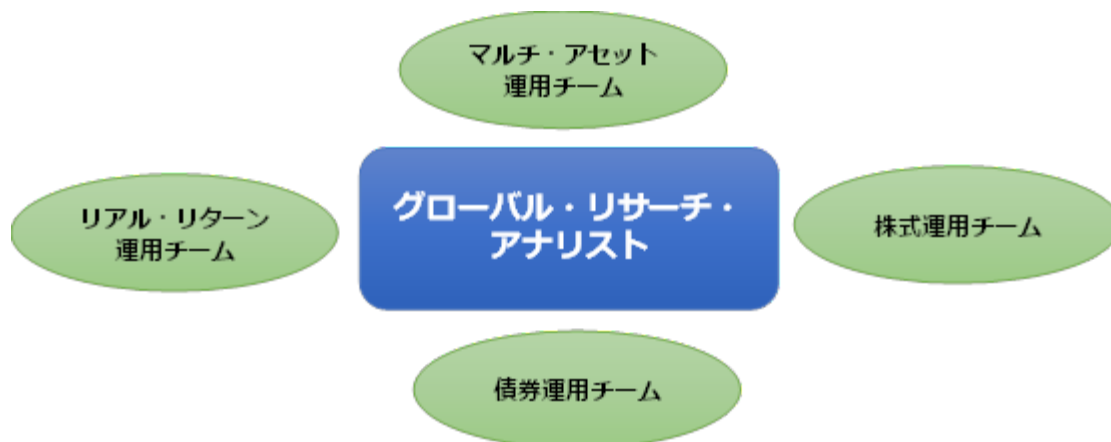 マルチ・アセット
運用チーム
リアル・リターン
運用チーム
グローバル・リサーチ・
アナリスト
株式運用チーム
債券運用チーム